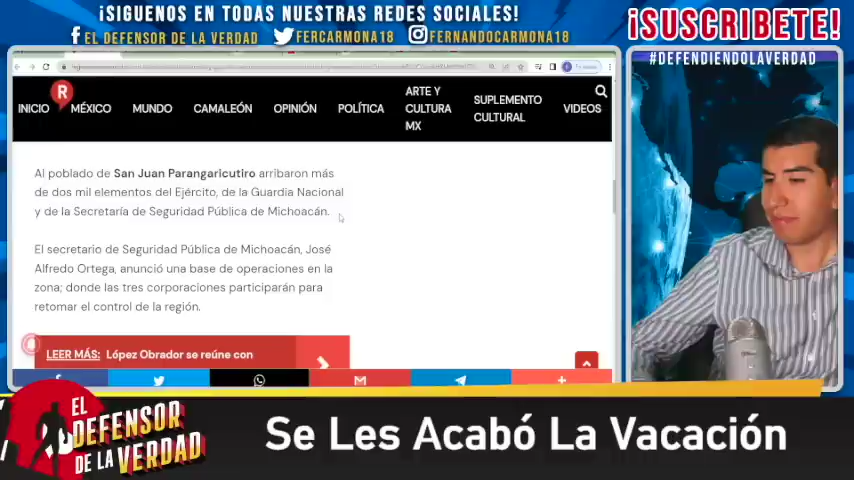 ¡SIGUENOS EN TODAS NUESTRAS REDES SOCIALES!
EL DEFENSOR DE LA VERDAD FERCARMONA18 FERNANDOCARMONA18
¡SUSCRIBETE!
#DEFENDIENDOLAVERDAD
R
INICIO MÉXICO MUNDO CAMALEÓN OPINIÓN POLÍTICA ARTE Y CULTURA MX SUPLEMENTO CULTURAL VIDEOS
Al poblado de San Juan Parangaricutiro arribaron más
de dos mil elementos del Ejército, de la Guardia Nacional
y de la Secretaría de Seguridad Pública de Michoacán.
El secretario de Seguridad Pública de Michoacán, José
Alfredo Ortega, anunció una base de operaciones en la
zona; donde las tres corporaciones participarán para
retomar el control de la región.
LEER MÁS: López Obrador se reúne con
EL
DEFENSOR
DE LA VERDAD
Se Les Acabó La Vacación